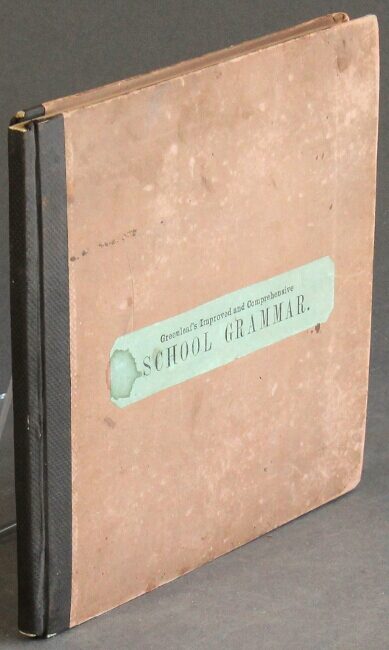 Greenleaf's Improved and Comprehensive
SCHOOL GRAMMAR.